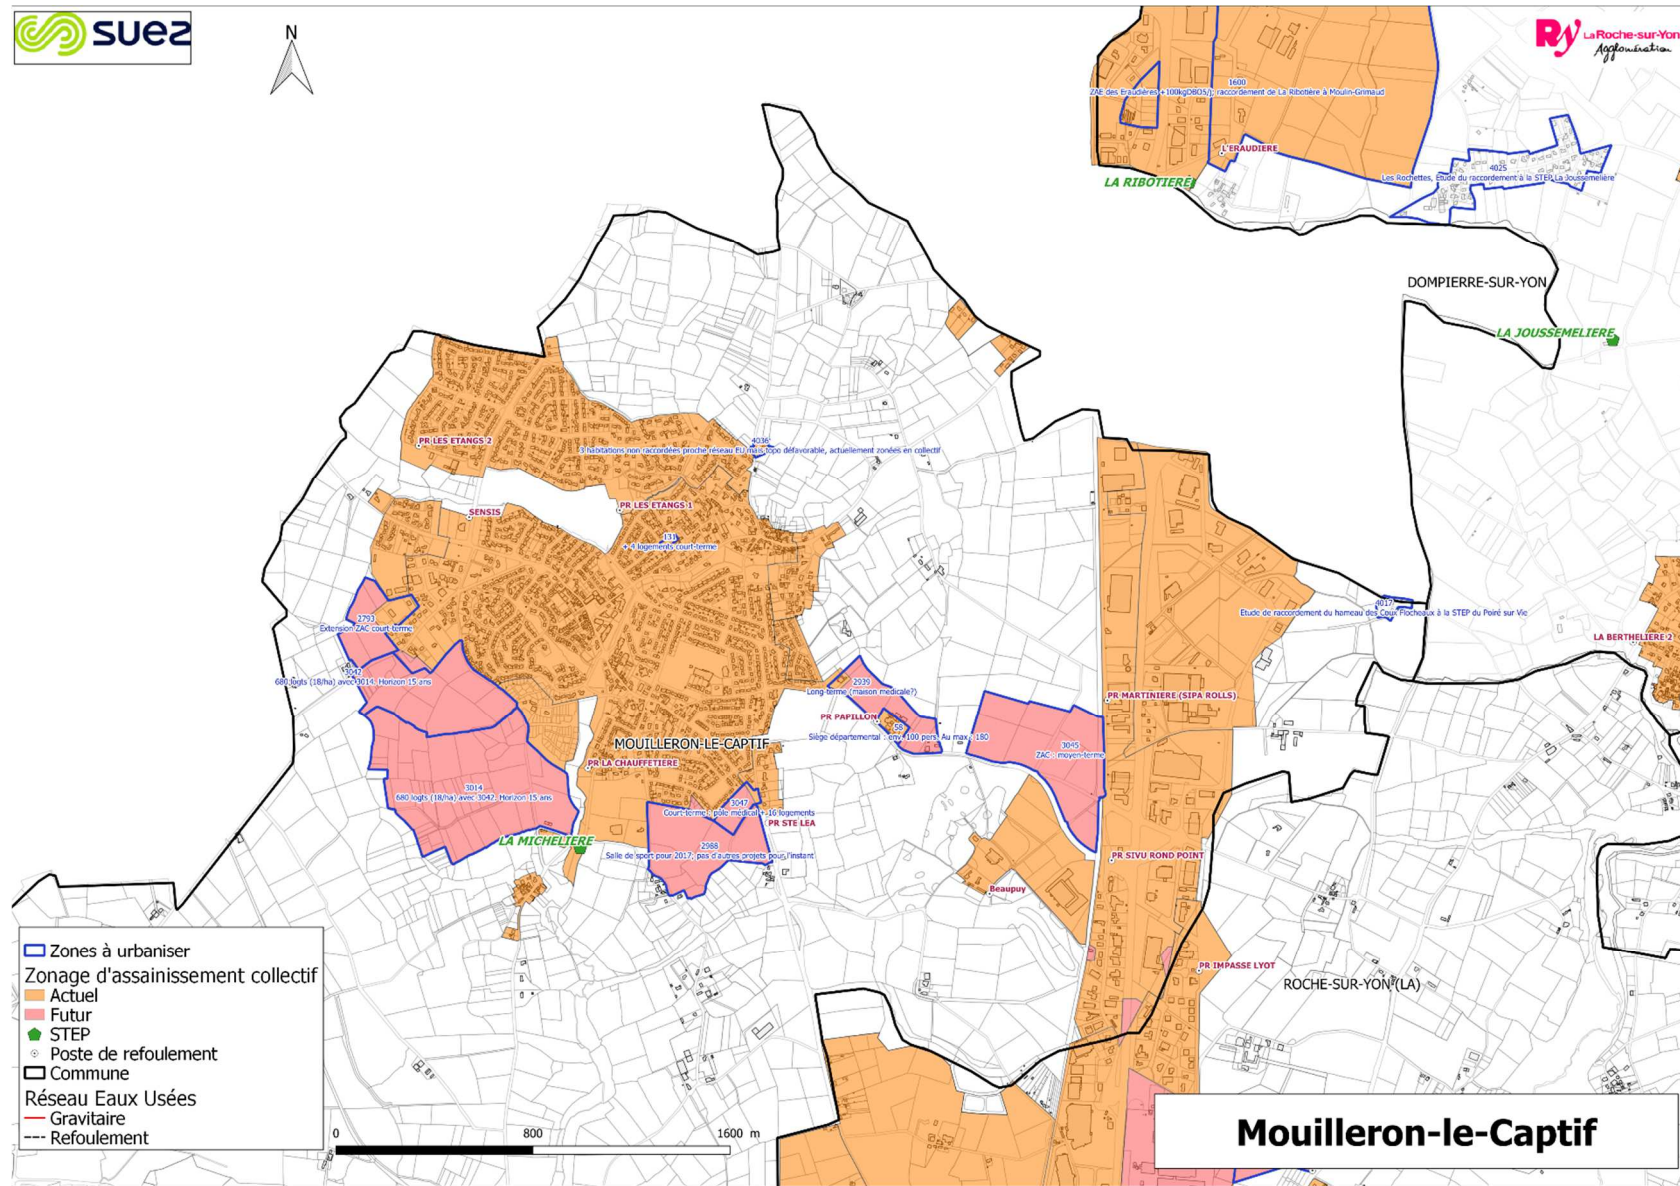 suez
N
Ry La Roche-sur-Yon
Agglomération
1600
ZAE des Eraudières +100kgDBO5/j; raccordement de La Ribotière à Moulin-Grimaud
L'ERAUDIERE
LA RIBOTIERE
4025
Les Rochettes, Etude du raccordement à la STEP La Joussemelière
DOMPIERRE-SUR-YON
LA JOUSSEMELIERE
PR LES ETANGS 2
4036
3 habitations non raccordées proche réseau EU mais topo défavorable, actuellement zonées en collectif
SENSIS
PR LES ETANGS 1
131
+ 4 logements court-terme
2793
Extension ZAC court-terme
4017
Etude de raccordement du hameau des Coux Flocheaux à la STEP du Poiré sur Vie
LA BERTHELIERE 2
3042
680 logts (18/ha) avec 3014. Horizon 15 ans
2939
Long-terme (maison médicale?)
PR MARTINIERE (SIPA ROLLS)
PR PAPILLON
58
Siège départemental : env. 100 pers. Au max : 180
MOUILLERON-LE-CAPTIF
3045
ZAC : moyen-terme
PR LA CHAUFFETIERE
3014
680 logts (18/ha) avec 3042. Horizon 15 ans
3047
Court-terme: pôle médical + 16 logements
PR STE LEA
LA MICHELIERE
2988
Salle de sport pour 2017; pas d'autres projets pour l'instant
PR SIVU ROND POINT
Beaupuy
PR IMPASSE LYOT
ROCHE-SUR-YON (LA)
Zones à urbaniser
Zonage d'assainissement collectif
Actuel
Futur
STEP
Poste de refoulement
Commune
Réseau Eaux Usées
Gravitaire
Refoulement
0 800 1600 m
Mouilleron-le-Captif